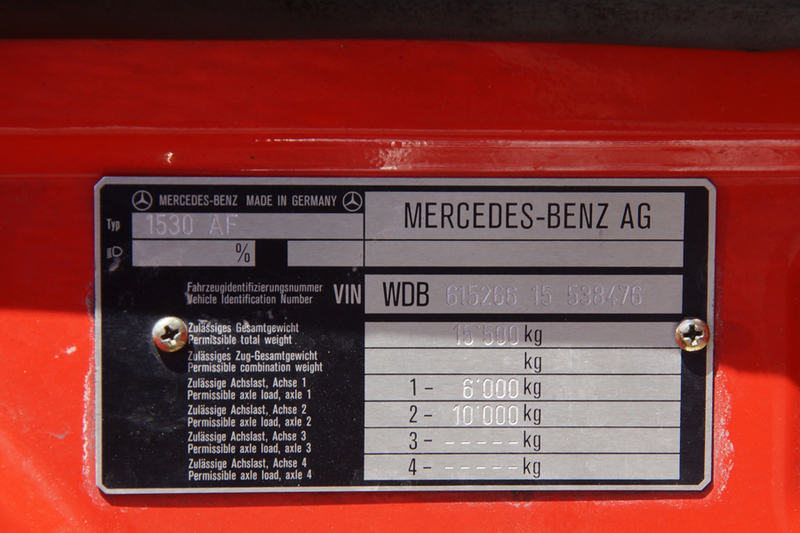 MERCEDES-BENZ MADE IN GERMANY
MERCEDES-BENZ AG
Typ 1530 AF
%
Fahrzeugidentifizierungsnummer
Vehicle Identification Number
VIN WDB 615266 15 538476
Zulässiges Gesamtgewicht
Permissible total weight
15'500 kg
Zulässiges Zug-Gesamtgewicht
Permissible combination weight
kg
Zulässige Achslast, Achse 1
Permissible axle load, axle 1
1 – 6'000 kg
Zulässige Achslast, Achse 2
Permissible axle load, axle 2
2 – 10'000 kg
Zulässige Achslast, Achse 3
Permissible axle load, axle 3
3 – ----- kg
Zulässige Achslast, Achse 4
Permissible axle load, axle 4
4 – ----- kg